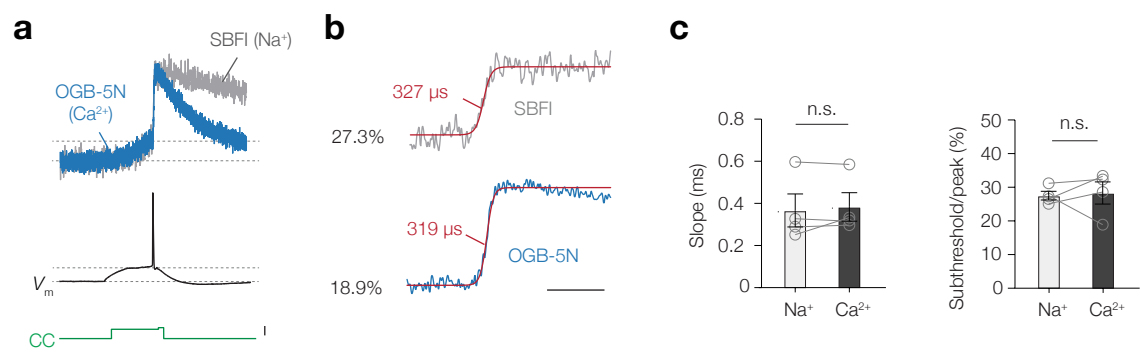 a
SBFI (Na⁺)
OGB-5N
(Ca²⁺)
Vₘ
CC
b
327 µs
SBFI
27.3%
319 µs
OGB-5N
18.9%
c
n.s.
0.8
0.6
0.4
0.2
0
Slope (ms)
Na⁺ Ca²⁺
n.s.
50
40
30
20
10
0
Subthreshold/peak (%)
Na⁺ Ca²⁺